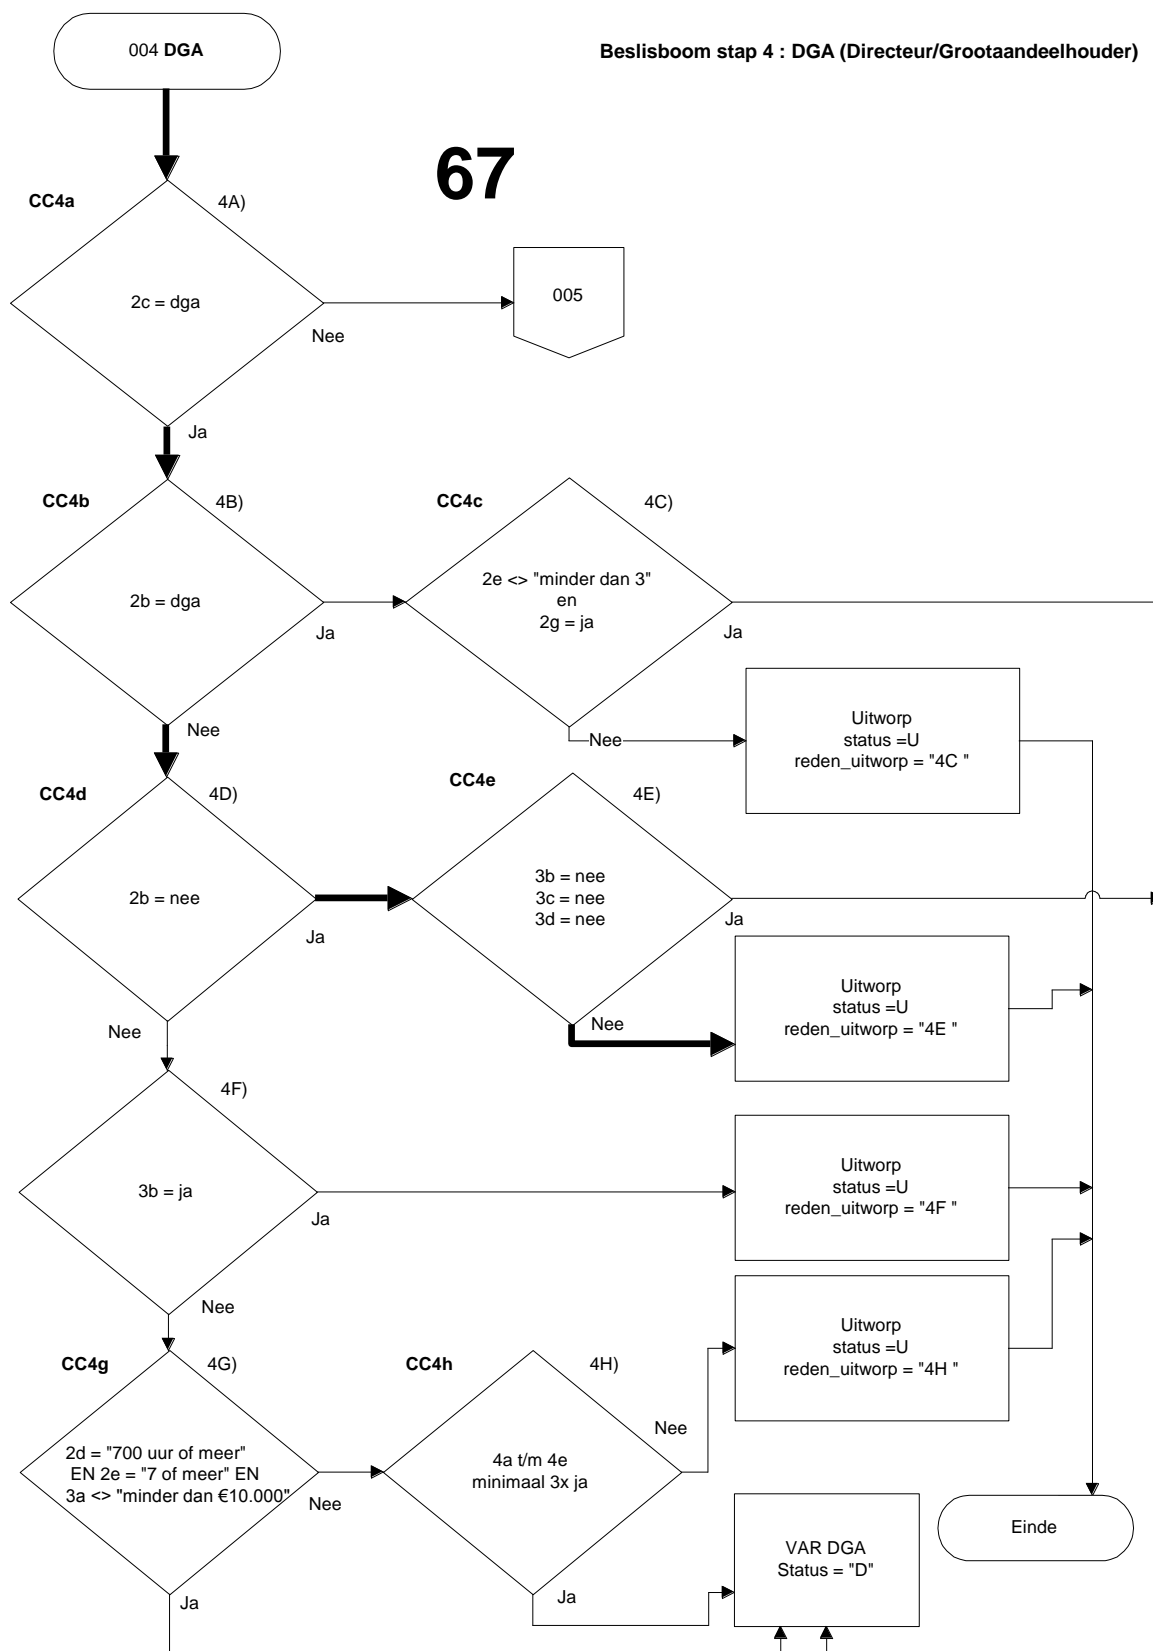 004 DGA
Beslisboom stap 4 : DGA (Directeur/Grootaandeelhouder)
67
CC4a
4A)
2c = dga
005
Nee
Ja
CC4b
4B)
CC4c
4C)
2b = dga
2e <> "minder dan 3"
en
2g = ja
Ja
Ja
Nee
Nee
Uitworp
status =U
reden_uitworp = "4C "
CC4d
4D)
CC4e
4E)
2b = nee
3b = nee
3c = nee
3d = nee
Ja
Ja
Nee
Nee
Uitworp
status =U
reden_uitworp = "4E "
4F)
3b = ja
Ja
Uitworp
status =U
reden_uitworp = "4F "
Nee
CC4g
4G)
CC4h
4H)
Uitworp
status =U
reden_uitworp = "4H "
2d = "700 uur of meer"
EN 2e = "7 of meer" EN
3a <> "minder dan €10.000"
Nee
4a t/m 4e
minimaal 3x ja
Nee
Einde
VAR DGA
Status = "D"
Ja
Ja